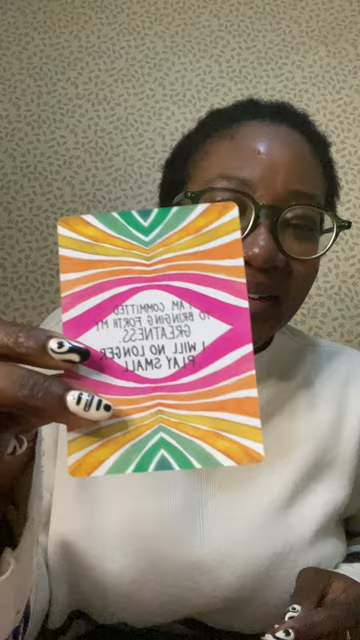 I AM COMMITTED
TO BRINGING FORTH MY
GREATNESS.
I WILL NO LONGER
PLAY SMALL